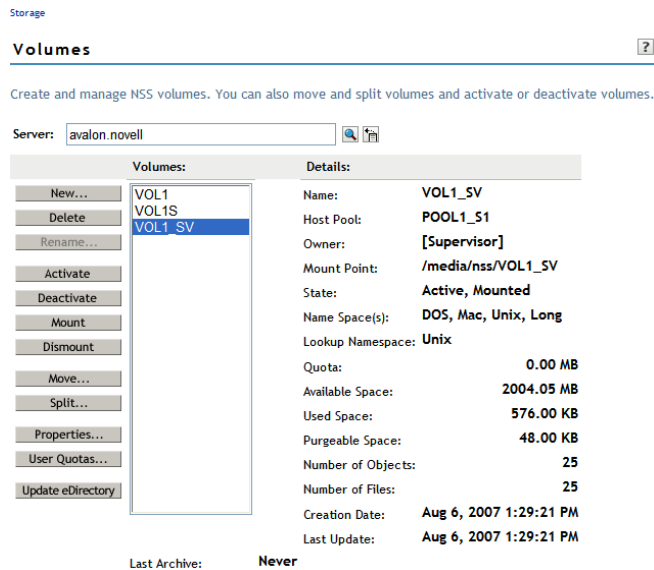 Storage
Volumes
?
Create and manage NSS volumes. You can also move and split volumes and activate or deactivate volumes.
Server: avalon.novell
Volumes: Details:
New...
Delete
Rename...
Activate
Deactivate
Mount
Dismount
Move...
Split...
Properties...
User Quotas...
Update eDirectory
VOL1
VOL1S
VOL1_SV
Name: VOL1_SV
Host Pool: POOL1_S1
Owner: [Supervisor]
Mount Point: /media/nss/VOL1_SV
State: Active, Mounted
Name Space(s): DOS, Mac, Unix, Long
Lookup Namespace: Unix
Quota: 0.00 MB
Available Space: 2004.05 MB
Used Space: 576.00 KB
Purgeable Space: 48.00 KB
Number of Objects: 25
Number of Files: 25
Creation Date: Aug 6, 2007 1:29:21 PM
Last Update: Aug 6, 2007 1:29:21 PM
Last Archive: Never